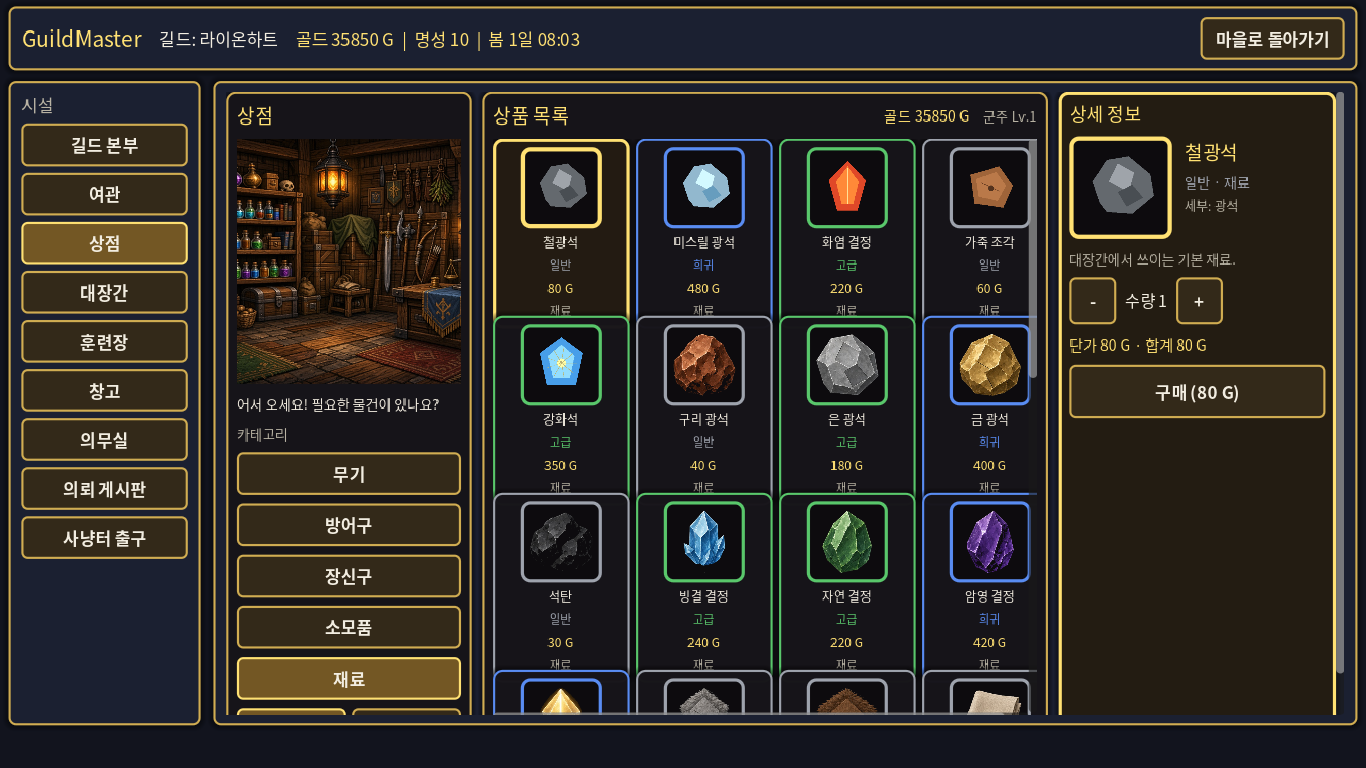 GuildMaster 길드: 라이온하트 골드 35850 G | 명성 10 | 봄 1일 08:03
마을로 돌아가기
시설
길드 본부
여관
상점
대장간
훈련장
창고
의무실
의뢰 게시판
사냥터 출구
상점
어서 오세요! 필요한 물건이 있나요?
카테고리
무기
방어구
장신구
소모품
재료
상품 목록
골드 35850 G 군주 Lv.1
철광석
일반
80 G
재료
미스릴 광석
희귀
480 G
재료
화염 결정
고급
220 G
재료
가죽 조각
일반
60 G
재료
강화석
고급
350 G
재료
구리 광석
일반
40 G
재료
은 광석
고급
180 G
재료
금 광석
희귀
400 G
재료
석탄
일반
30 G
재료
빙결 결정
고급
240 G
재료
자연 결정
고급
220 G
재료
암영 결정
희귀
420 G
재료
상세 정보
철광석
일반 · 재료
세부: 광석
대장간에서 쓰이는 기본 재료.
- 수량 1 +
단가 80 G · 합계 80 G
구매 (80 G)